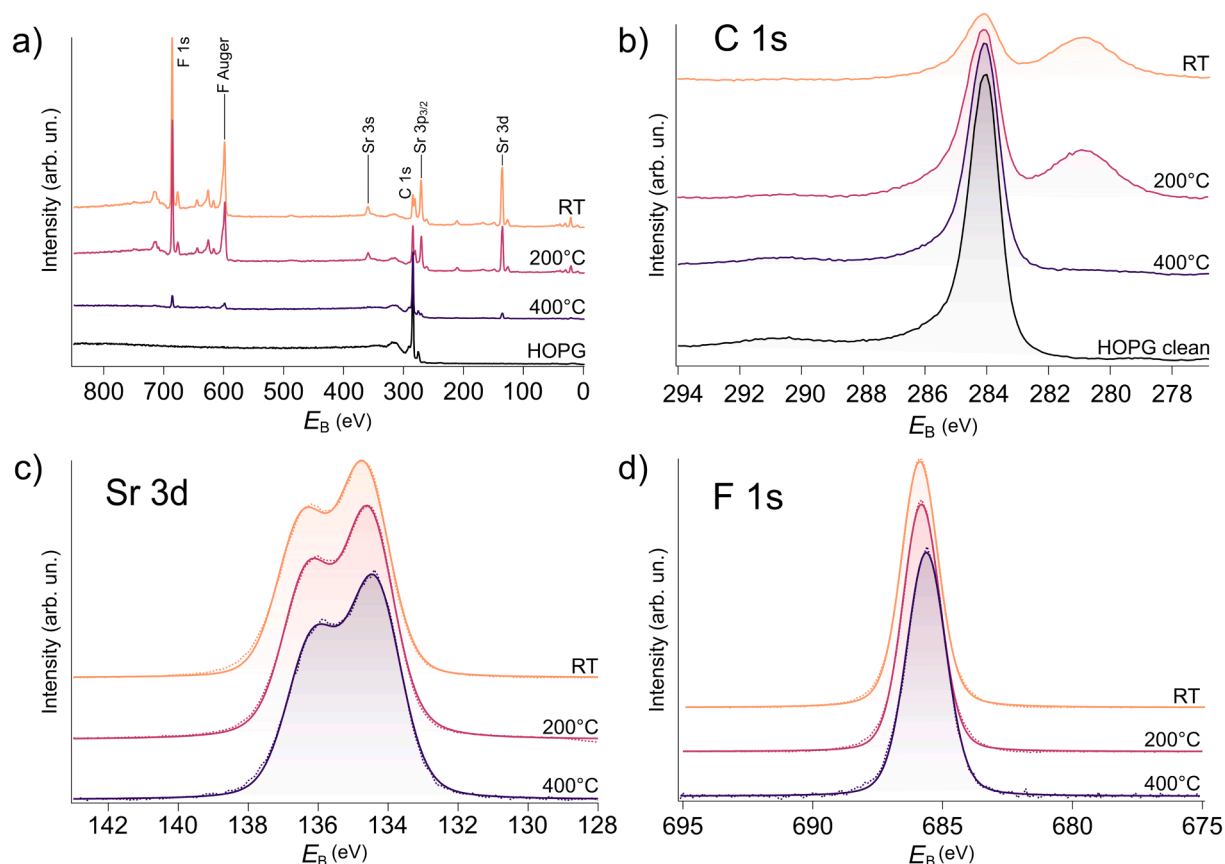 a)
Intensity (arb. un.)
F 1s
F Auger
Sr 3s
C 1s
Sr 3p3/2
Sr 3d
RT
200°C
400°C
HOPG
800 700 600 500 400 300 200 100 0
EB (eV)
b)
C 1s
Intensity (arb. un.)
RT
200°C
400°C
HOPG clean
294 292 290 288 286 284 282 280 278
EB (eV)
c)
Sr 3d
Intensity (arb. un.)
RT
200°C
400°C
142 140 138 136 134 132 130 128
EB (eV)
d)
F 1s
Intensity (arb. un.)
RT
200°C
400°C
695 690 685 680 675
EB (eV)